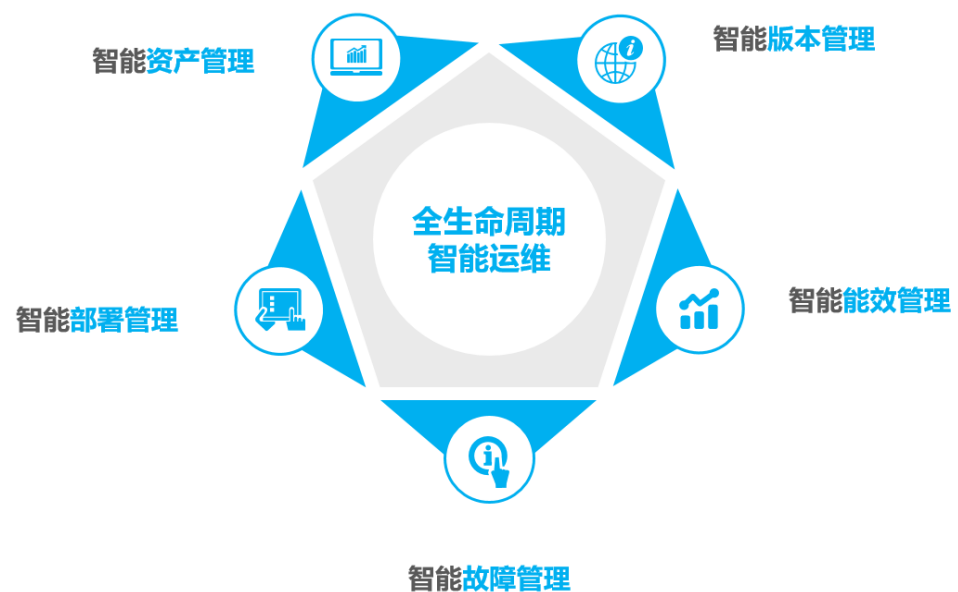 智能资产管理
智能版本管理
全生命周期
智能运维
智能部署管理
智能能效管理
智能故障管理